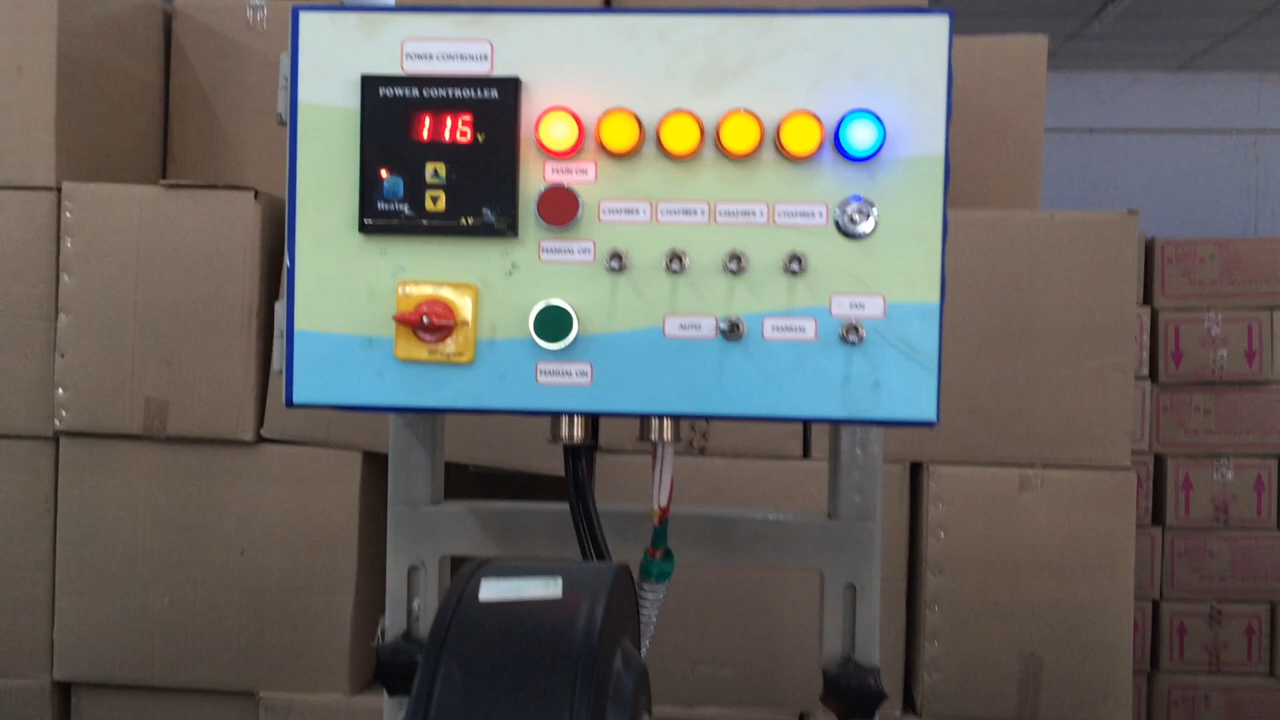 POWER CONTROLLER
POWER CONTROLLER
116 V
Heater
MAIN ON
CHAMBER 1
CHAMBER 2
CHAMBER 3
CHAMBER 4
MANUAL OFF
FAN
AUTO
MANUAL
MANUAL ON